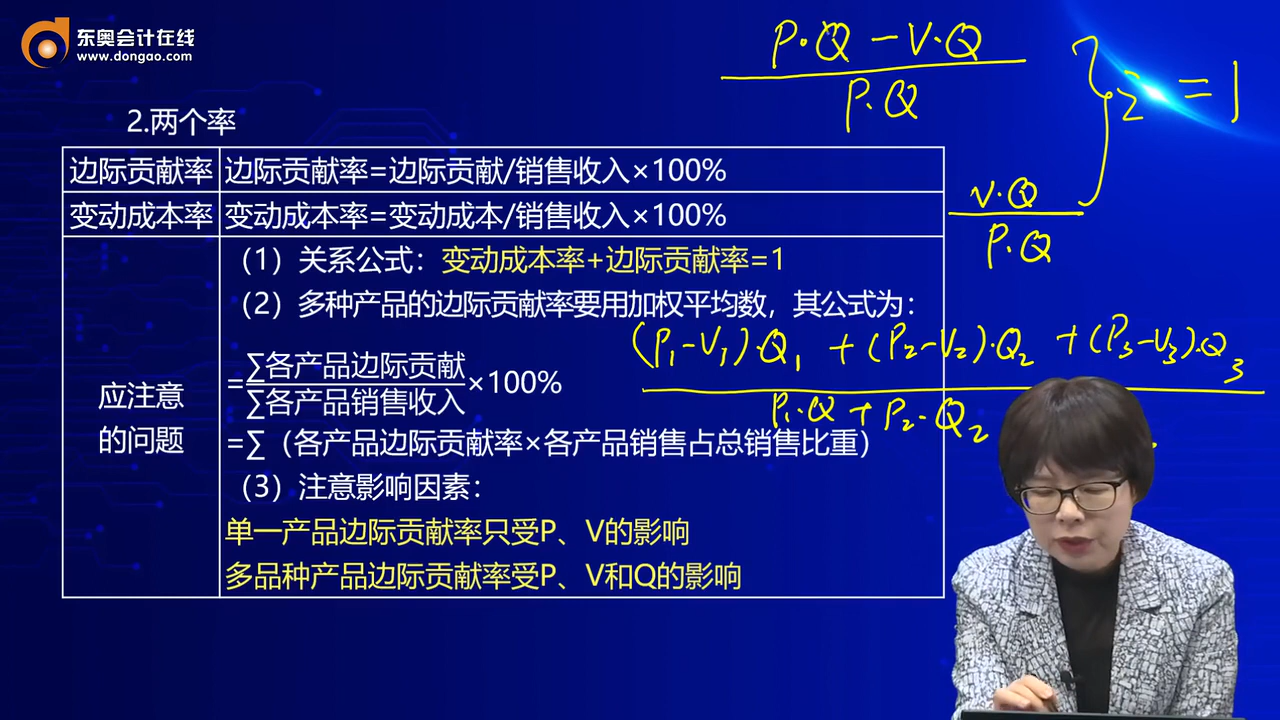 东奥会计在线
www.dongao.com
P·Q-V·Q
P·Q
Σ=1
V·Q
P·Q
2.两个率
边际贡献率 边际贡献率=边际贡献/销售收入×100%
变动成本率 变动成本率=变动成本/销售收入×100%
应注意
的问题
（1）关系公式：变动成本率+边际贡献率=1
（2）多种产品的边际贡献率要用加权平均数，其公式为：
=∑各产品边际贡献/∑各产品销售收入×100%
=∑（各产品边际贡献率×各产品销售占总销售比重）
（3）注意影响因素：
单一产品边际贡献率只受P、V的影响
多品种产品边际贡献率受P、V和Q的影响
(P₁-V₁)·Q₁+(P₂-V₂)·Q₂+(P₃-V₃)·Q₃
P₁·Q+P₂·Q₂